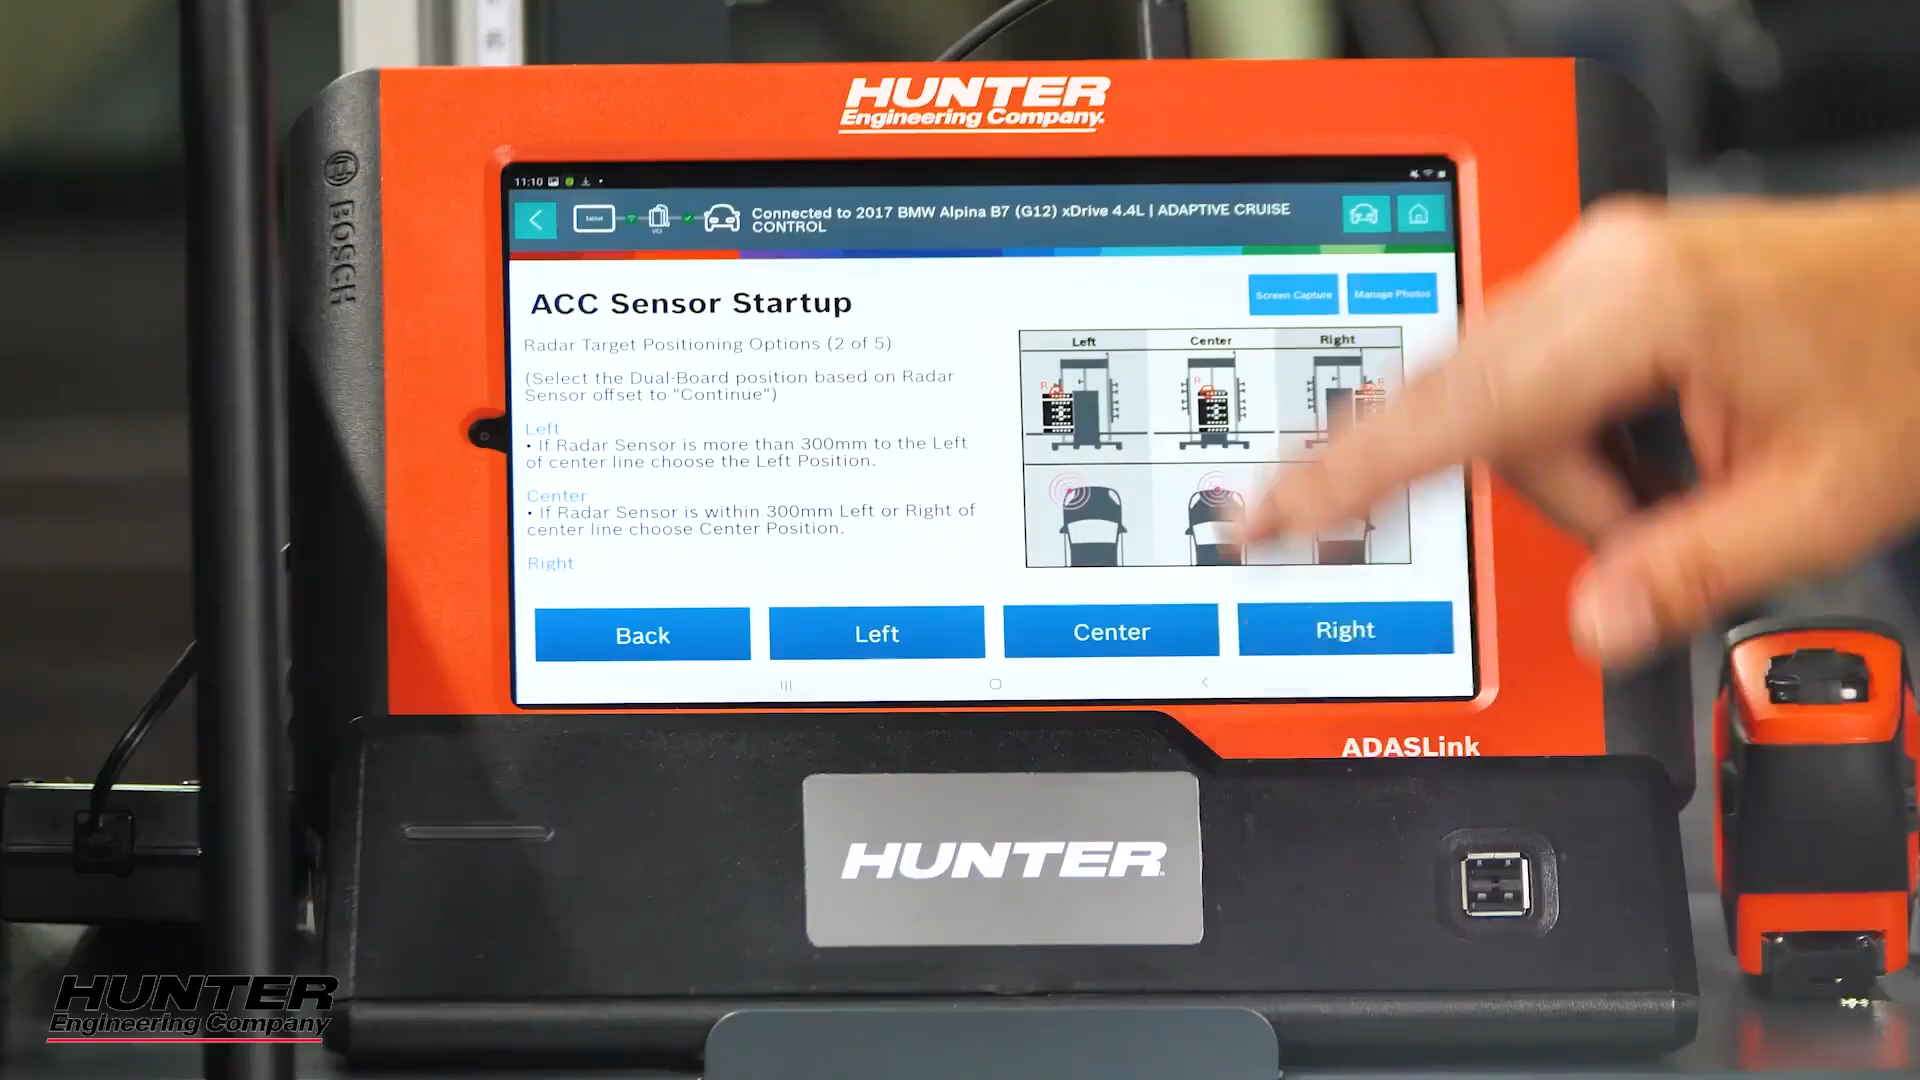 HUNTER
Engineering Company.
BOSCH
11:10
Tablet
VCI
Connected to 2017 BMW Alpina B7 (G12) xDrive 4.4L | ADAPTIVE CRUISE
CONTROL
ACC Sensor Startup
Screen Capture
Manage Photos
Radar Target Positioning Options (2 of 5)
(Select the Dual-Board position based on Radar
Sensor offset to "Continue")
Left
• If Radar Sensor is more than 300mm to the Left
of center line choose the Left Position.
Center
• If Radar Sensor is within 300mm Left or Right of
center line choose Center Position.
Right
Left Center Right
R R R
Back
Left
Center
Right
ADASLink
HUNTER
HUNTER
Engineering Company